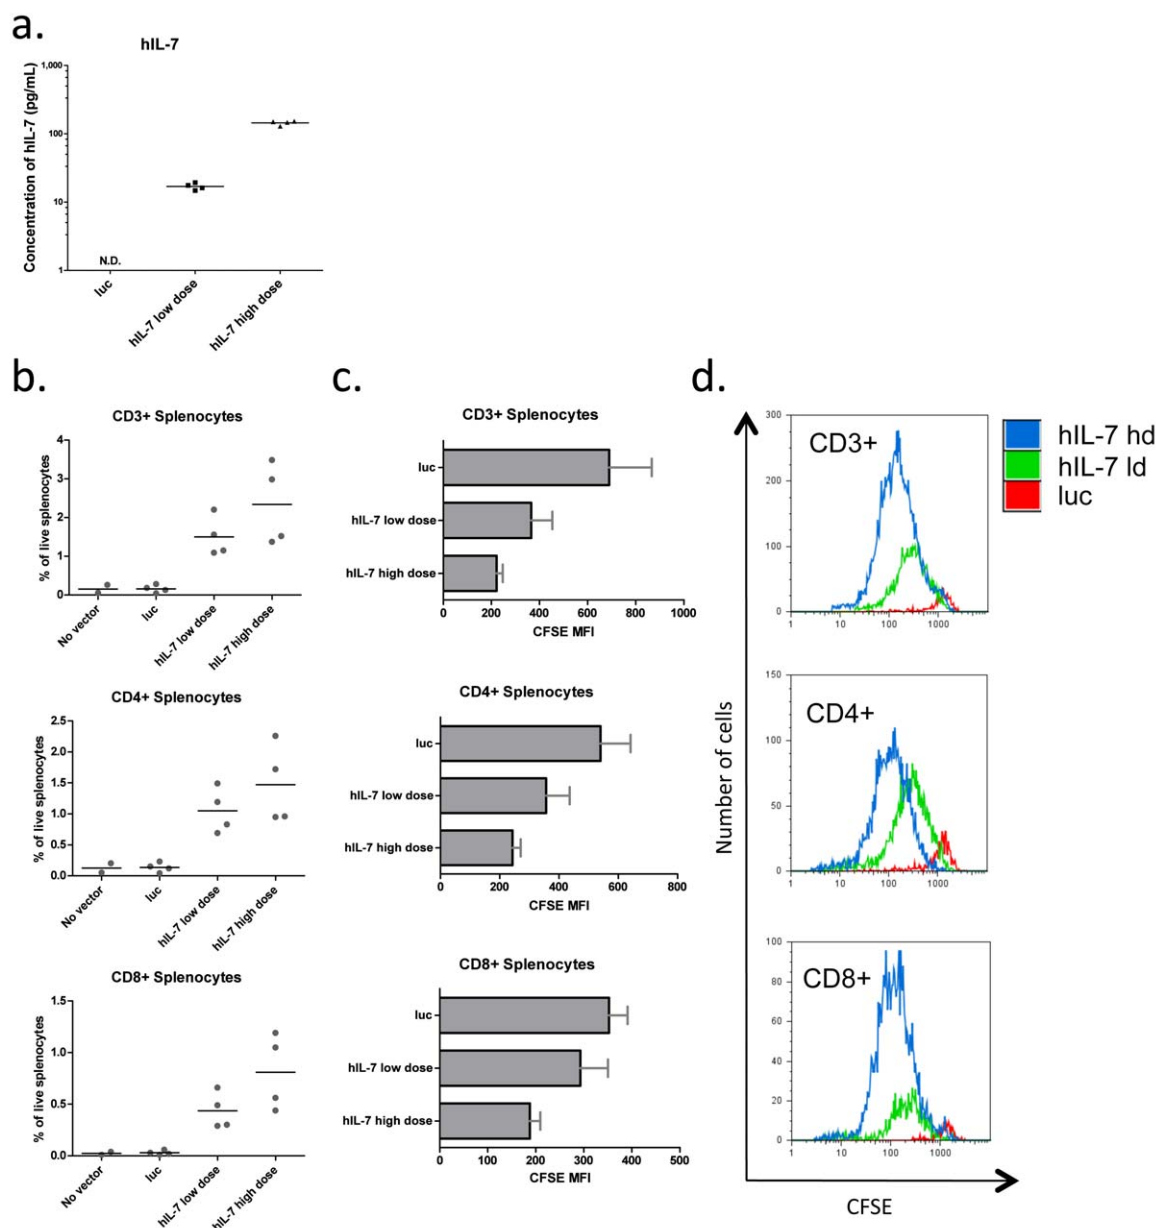 a.
hIL-7
Concentration of hIL-7 (pg/mL)
1,000
100
10
1
N.D.
luc
hIL-7 low dose
hIL-7 high dose
b.
CD3+ Splenocytes
% of live splenocytes
4
3
2
1
0
No vector
luc
hIL-7 low dose
hIL-7 high dose
CD4+ Splenocytes
% of live splenocytes
2.5
2.0
1.5
1.0
0.5
0.0
No vector
luc
hIL-7 low dose
hIL-7 high dose
CD8+ Splenocytes
% of live splenocytes
1.5
1.0
0.5
0.0
No vector
luc
hIL-7 low dose
hIL-7 high dose
c.
CD3+ Splenocytes
luc
hIL-7 low dose
hIL-7 high dose
0 200 400 600 800 1000
CFSE MFI
CD4+ Splenocytes
luc
hIL-7 low dose
hIL-7 high dose
0 200 400 600 800
CFSE MFI
CD8+ Splenocytes
luc
hIL-7 low dose
hIL-7 high dose
0 100 200 300 400 500
CFSE MFI
d.
Number of cells
CD3+
300
200
100
0
1 10 100 1000
CD4+
150
100
50
0
1 10 100 1000
CD8+
100
80
60
40
20
0
1 10 100 1000
CFSE
hIL-7 hd
hIL-7 ld
luc